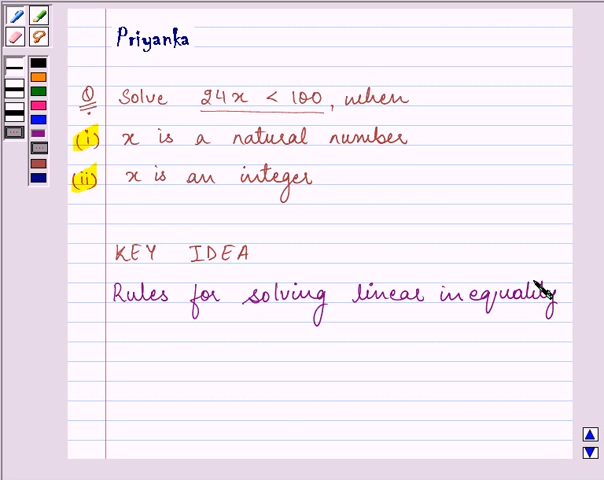 Priyanka
Q Solve 24x < 100, when
(i) x is a natural number
(ii) x is an integer
KEY IDEA
Rules for solving linear inequality